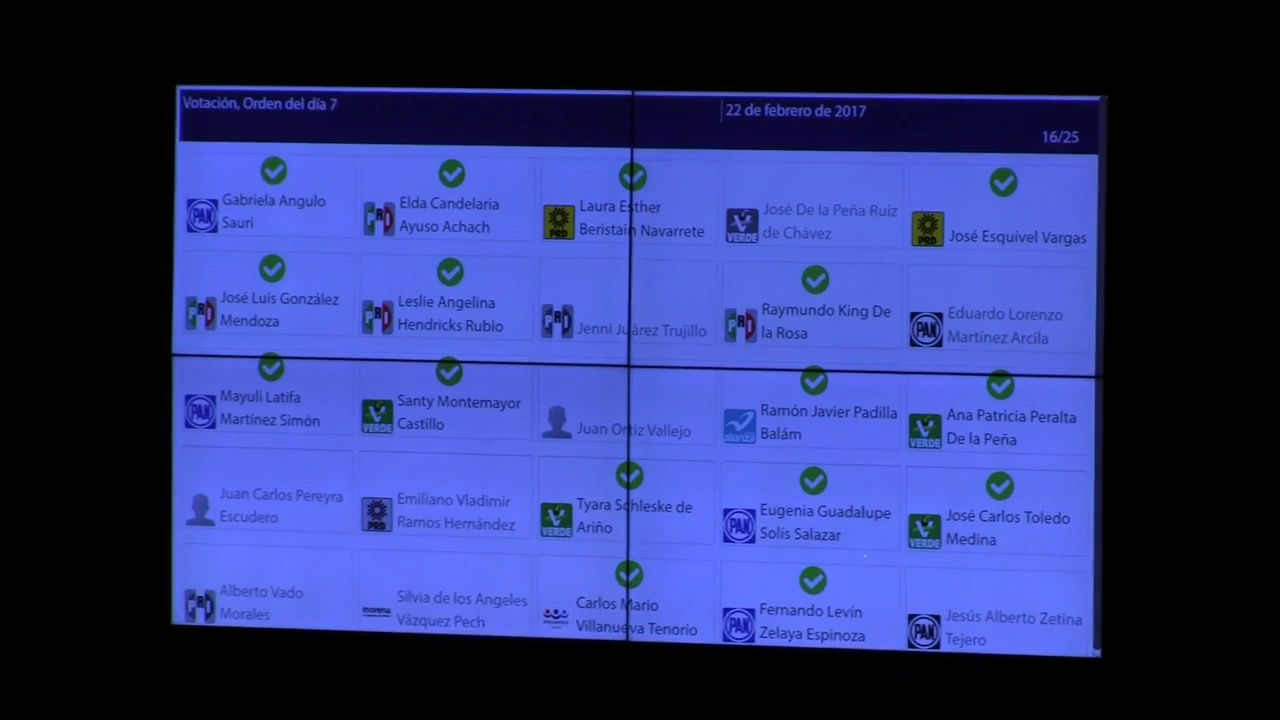 Votación, Orden del día 7
22 de febrero de 2017
16/25
PAN Gabriela Angulo
Sauri
PRD Elda Candelaria
Ayuso Achach
PRD Laura Esther
Beristain Navarrete
VERDE José De la Peña Ruíz
de Chávez
PRD José Esquivel Vargas
PRD José Luis González
Mendoza
PRD Leslie Angelina
Hendricks Rubio
PRD Jenni Juárez Trujillo
PRD Raymundo King De
la Rosa
PAN Eduardo Lorenzo
Martínez Arcila
PAN Mayuli Latifa
Martínez Simón
VERDE Santy Montemayor
Castillo
Juan Ortiz Vallejo
alianza Ramón Javier Padilla
Balám
VERDE Ana Patricia Peralta
De la Peña
Juan Carlos Pereyra
Escudero
PRD Emiliano Vladimir
Ramos Hernández
VERDE Tyara Schleske de
Ariño
PAN Eugenia Guadalupe
Solís Salazar
VERDE José Carlos Toledo
Medina
PRD Alberto Vado
Morales
morena Silvia de los Angeles
Vázquez Pech
Carlos Mario
Villanueva Tenorio
PAN Fernando Levin
Zelaya Espinoza
PAN Jesús Alberto Zetina
Tejero